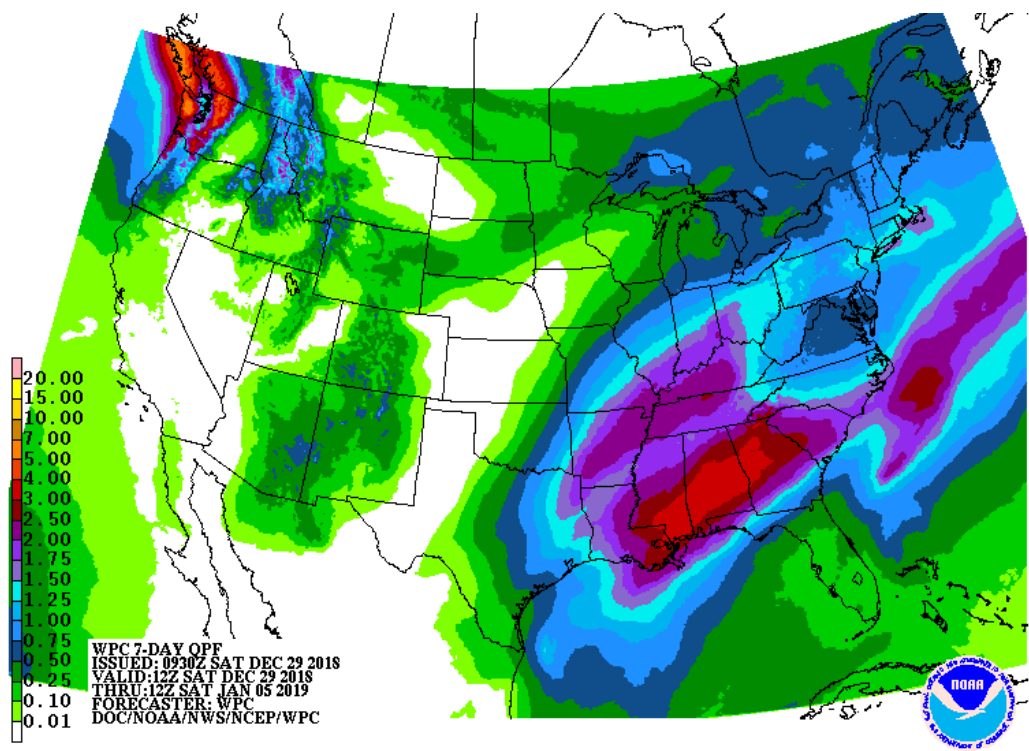 20.00
15.00
10.00
7.00
5.00
4.00
3.00
2.50
2.00
1.75
1.50
1.25
1.00
0.75
0.50
0.25
0.10
0.01
WPC 7-DAY QPF
ISSUED: 0930Z SAT DEC 29 2018
VALID:12Z SAT DEC 29 2018
THRU:12Z SAT JAN 05 2019
FORECASTER: WPC
DOC/NOAA/NWS/NCEP/WPC
NOAA